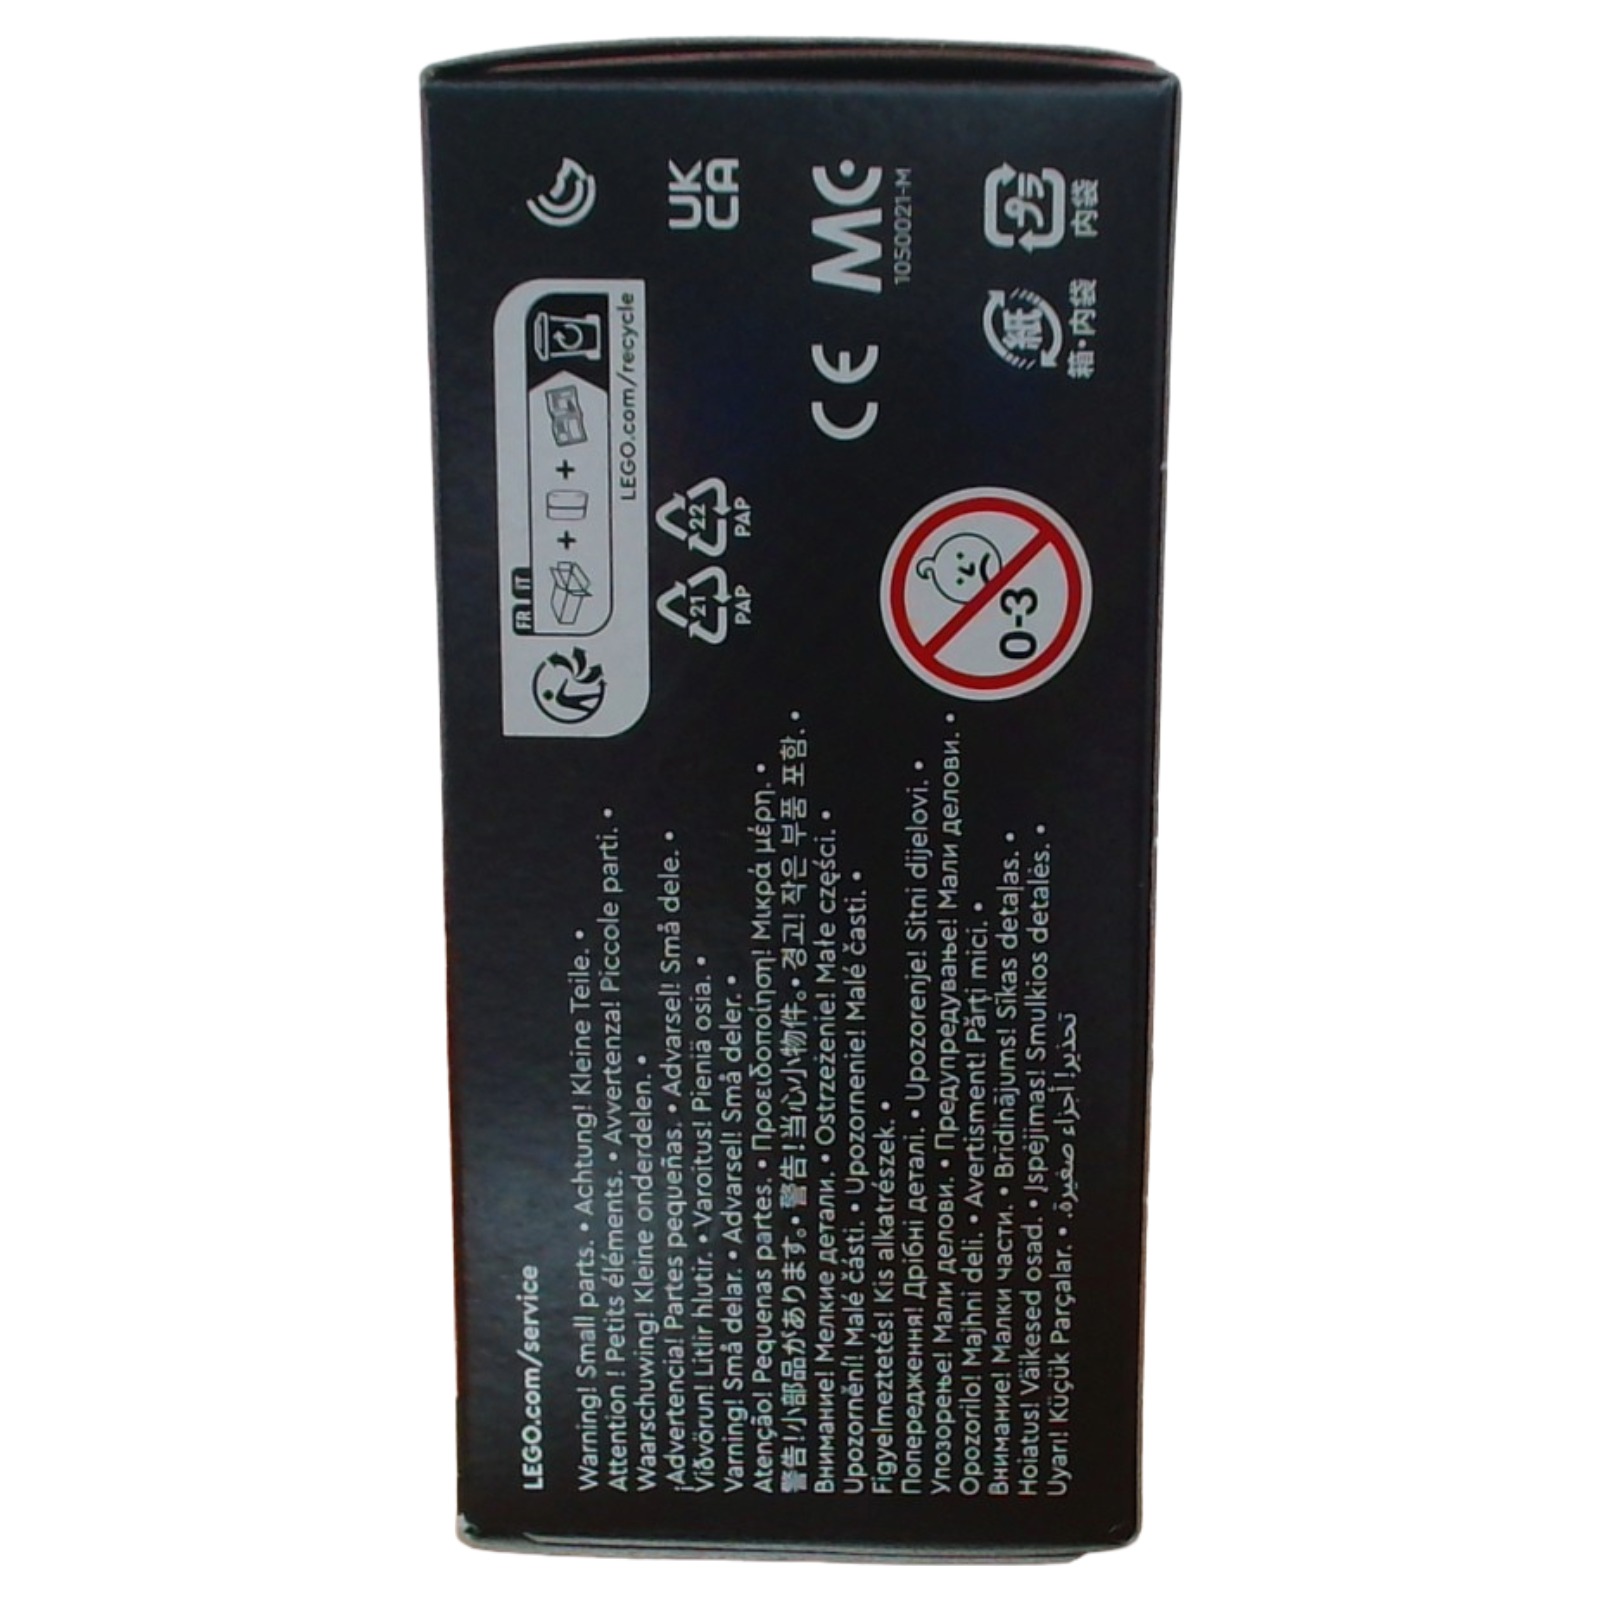 LEGO.com/service
Warning! Small parts. • Achtung! Kleine Teile. •
Attention ! Petits éléments. • Avvertenza! Piccole parti. •
Waarschuwing! Kleine onderdelen. •
¡Advertencia! Partes pequeñas. • Advarsel! Små dele. •
Viðvörun! Litlir hlutir. • Varoitus! Pieniä osia. •
Varning! Små delar. • Advarsel! Små deler. •
Atenção! Pequenas partes. • Προειδοποίηση! Μικρά μέρη. •
警告!小部品があります。• 警告!当心小物件。• 경고! 작은 부품 포함. •
Внимание! Мелкие детали. • Ostrzeżenie! Małe części. •
Upozornění! Malé části. • Upozornenie! Malé časti. •
Figyelmeztetés! Kis alkatrészek. •
Попередження! Дрібні деталі. • Upozorenje! Sitni dijelovi. •
Упозорење! Мали делови. • Предупредување! Мали делови. •
Opozorilo! Majhni deli. • Avertisment! Părți mici. •
Внимание! Малки части. • Brīdinājums! Sīkas detaļas. •
Hoiatus! Väikesed osad. • Įspėjimas! Smulkios detalės. •
Uyarı! Küçük Parçalar. • تحذير! أجزاء صغيرة.
FR IT
+ +
LEGO.com/recycle
21 PAP
22 PAP
0-3
UK
CA
CE
MC
1050021-M
紙
箱・内袋
プラ
内袋